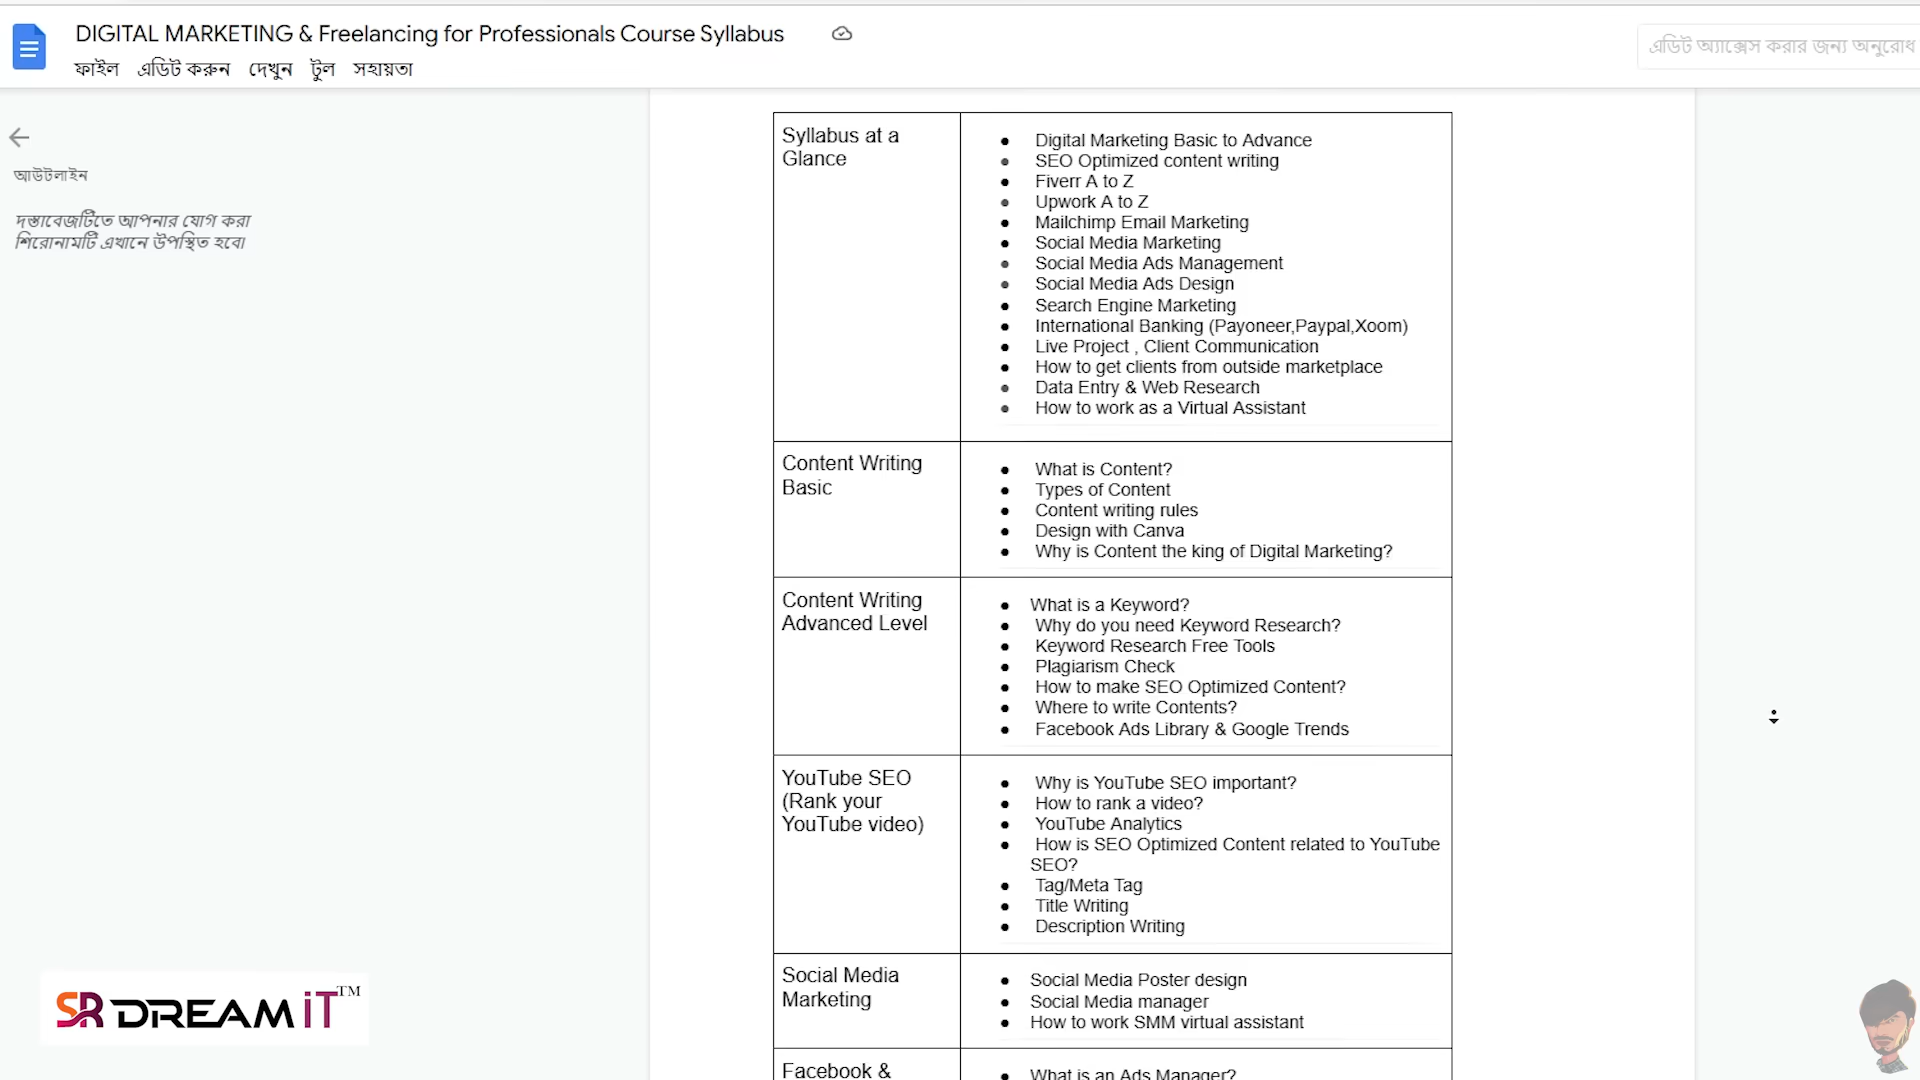 DIGITAL MARKETING & Freelancing for Professionals Course Syllabus
ফাইল এডিট করুন দেখুন টুল সহায়তা
এডিট অ্যাক্সেস করার জন্য অনুরোধ
আউটলাইন
দস্তাবেজটিতে আপনার যোগ করা
শিরোনামটি এখানে উপস্থিত হবে।
Syllabus at a
Glance
Digital Marketing Basic to Advance
SEO Optimized content writing
Fiverr A to Z
Upwork A to Z
Mailchimp Email Marketing
Social Media Marketing
Social Media Ads Management
Social Media Ads Design
Search Engine Marketing
International Banking (Payoneer,Paypal,Xoom)
Live Project , Client Communication
How to get clients from outside marketplace
Data Entry & Web Research
How to work as a Virtual Assistant
Content Writing
Basic
What is Content?
Types of Content
Content writing rules
Design with Canva
Why is Content the king of Digital Marketing?
Content Writing
Advanced Level
What is a Keyword?
Why do you need Keyword Research?
Keyword Research Free Tools
Plagiarism Check
How to make SEO Optimized Content?
Where to write Contents?
Facebook Ads Library & Google Trends
YouTube SEO
(Rank your
YouTube video)
Why is YouTube SEO important?
How to rank a video?
YouTube Analytics
How is SEO Optimized Content related to YouTube
SEO?
Tag/Meta Tag
Title Writing
Description Writing
Social Media
Marketing
Social Media Poster design
Social Media manager
How to work SMM virtual assistant
Facebook &
What is an Ads Manager?
SR DREAM iT™